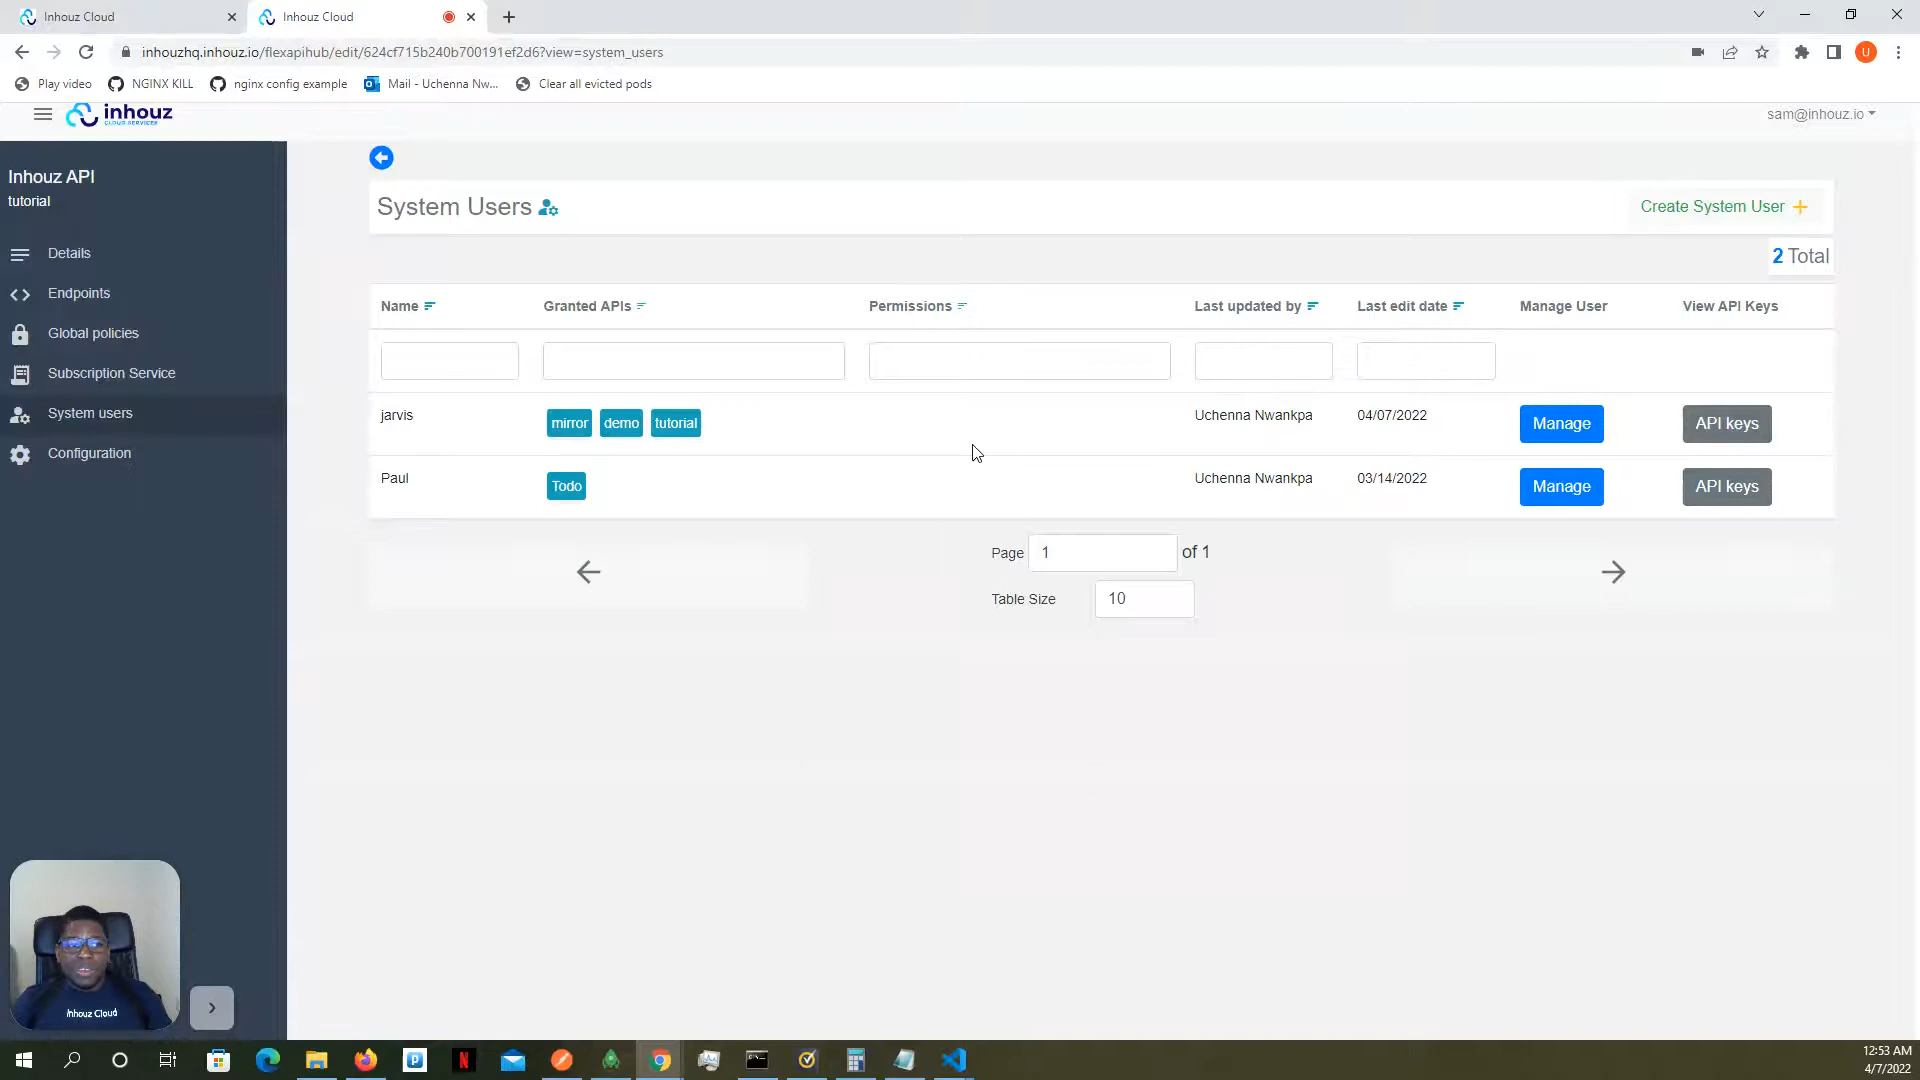 Inhouz Cloud
Inhouz Cloud
inhouzhq.inhouz.io/flexapihub/edit/624cf715b240b700191ef2d6?view=system_users
U
Play video
NGINX KILL
nginx config example
Mail - Uchenna Nw...
Clear all evicted pods
inhouz
CLOUD SERVICES
sam@inhouz.io
Inhouz API
tutorial
Details
Endpoints
Global policies
Subscription Service
System users
Configuration
System Users
Create System User
2 Total
Name Granted APIs Permissions Last updated by Last edit date Manage User View API Keys
jarvis mirror demo tutorial Uchenna Nwankpa 04/07/2022 Manage API keys
Paul Todo Uchenna Nwankpa 03/14/2022 Manage API keys
Page 1 of 1
Table Size 10
Inhouz Cloud
12:53 AM
4/7/2022